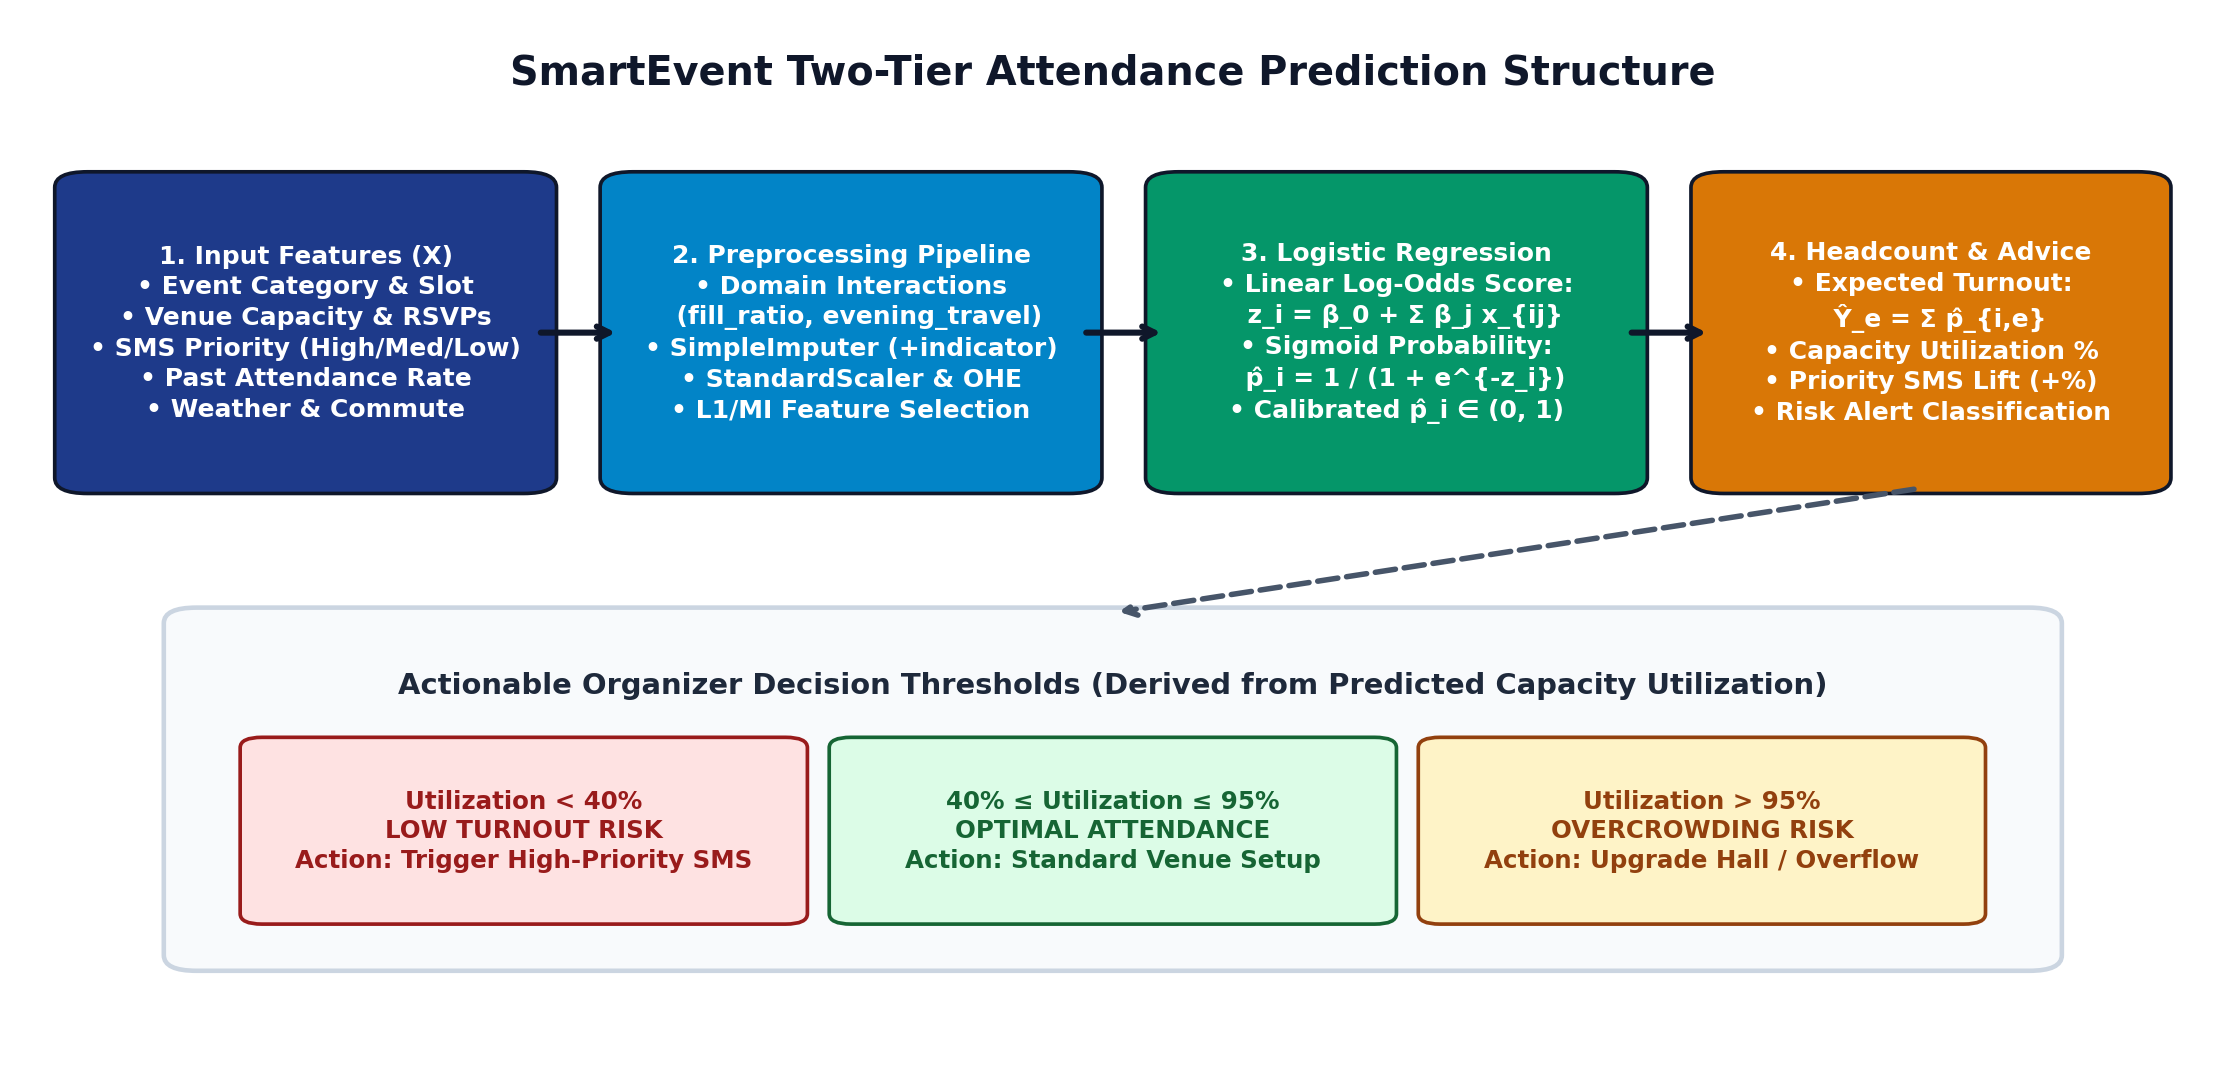 SmartEvent Two-Tier Attendance Prediction Structure
1. Input Features (X)
• Event Category & Slot
• Venue Capacity & RSVPs
• SMS Priority (High/Med/Low)
• Past Attendance Rate
• Weather & Commute
2. Preprocessing Pipeline
• Domain Interactions
(fill_ratio, evening_travel)
• SimpleImputer (+indicator)
• StandardScaler & OHE
• L1/MI Feature Selection
3. Logistic Regression
• Linear Log-Odds Score:
z_i = β_0 + Σ β_j x_{ij}
• Sigmoid Probability:
p̂_i = 1 / (1 + e^{-z_i})
• Calibrated p̂_i ∈ (0, 1)
4. Headcount & Advice
• Expected Turnout:
Ŷ_e = Σ p̂_{i,e}
• Capacity Utilization %
• Priority SMS Lift (+%)
• Risk Alert Classification
Actionable Organizer Decision Thresholds (Derived from Predicted Capacity Utilization)
Utilization < 40%
LOW TURNOUT RISK
Action: Trigger High-Priority SMS
40% ≤ Utilization ≤ 95%
OPTIMAL ATTENDANCE
Action: Standard Venue Setup
Utilization > 95%
OVERCROWDING RISK
Action: Upgrade Hall / Overflow